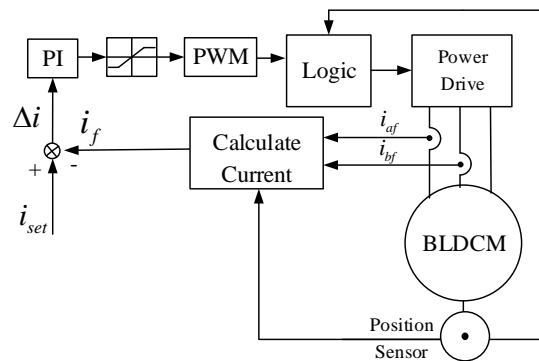 PI
PWM
Logic
Power
Drive
Δi
i_f
Calculate
Current
i_af
i_bf
+
-
i_set
BLDCM
Position
Sensor